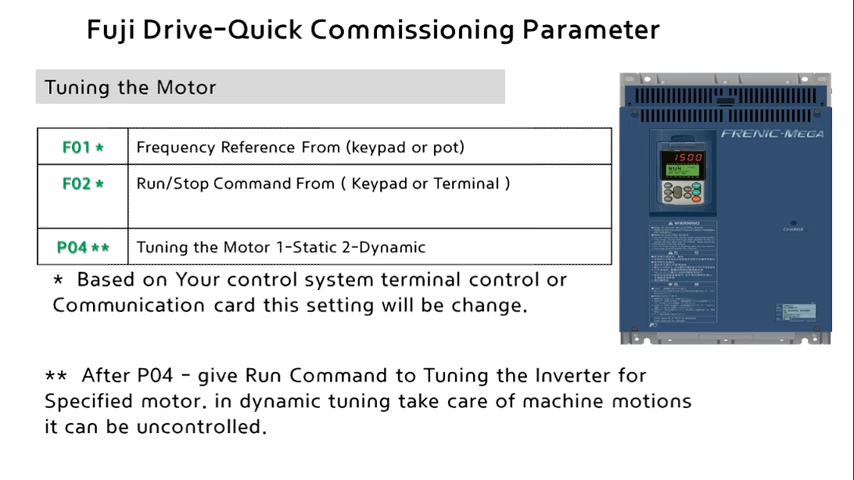 Fuji Drive-Quick Commissioning Parameter
Tuning the Motor
F01 * Frequency Reference From (keypad or pot)
F02 * Run/Stop Command From ( Keypad or Terminal )
P04 ** Tuning the Motor 1-Static 2-Dynamic
* Based on Your control system terminal control or
Communication card this setting will be change.
** After P04 - give Run Command to Tuning the Inverter for
Specified motor. in dynamic tuning take care of machine motions
it can be uncontrolled.
FRENIC-MEGA
1500
RUN
WARNING